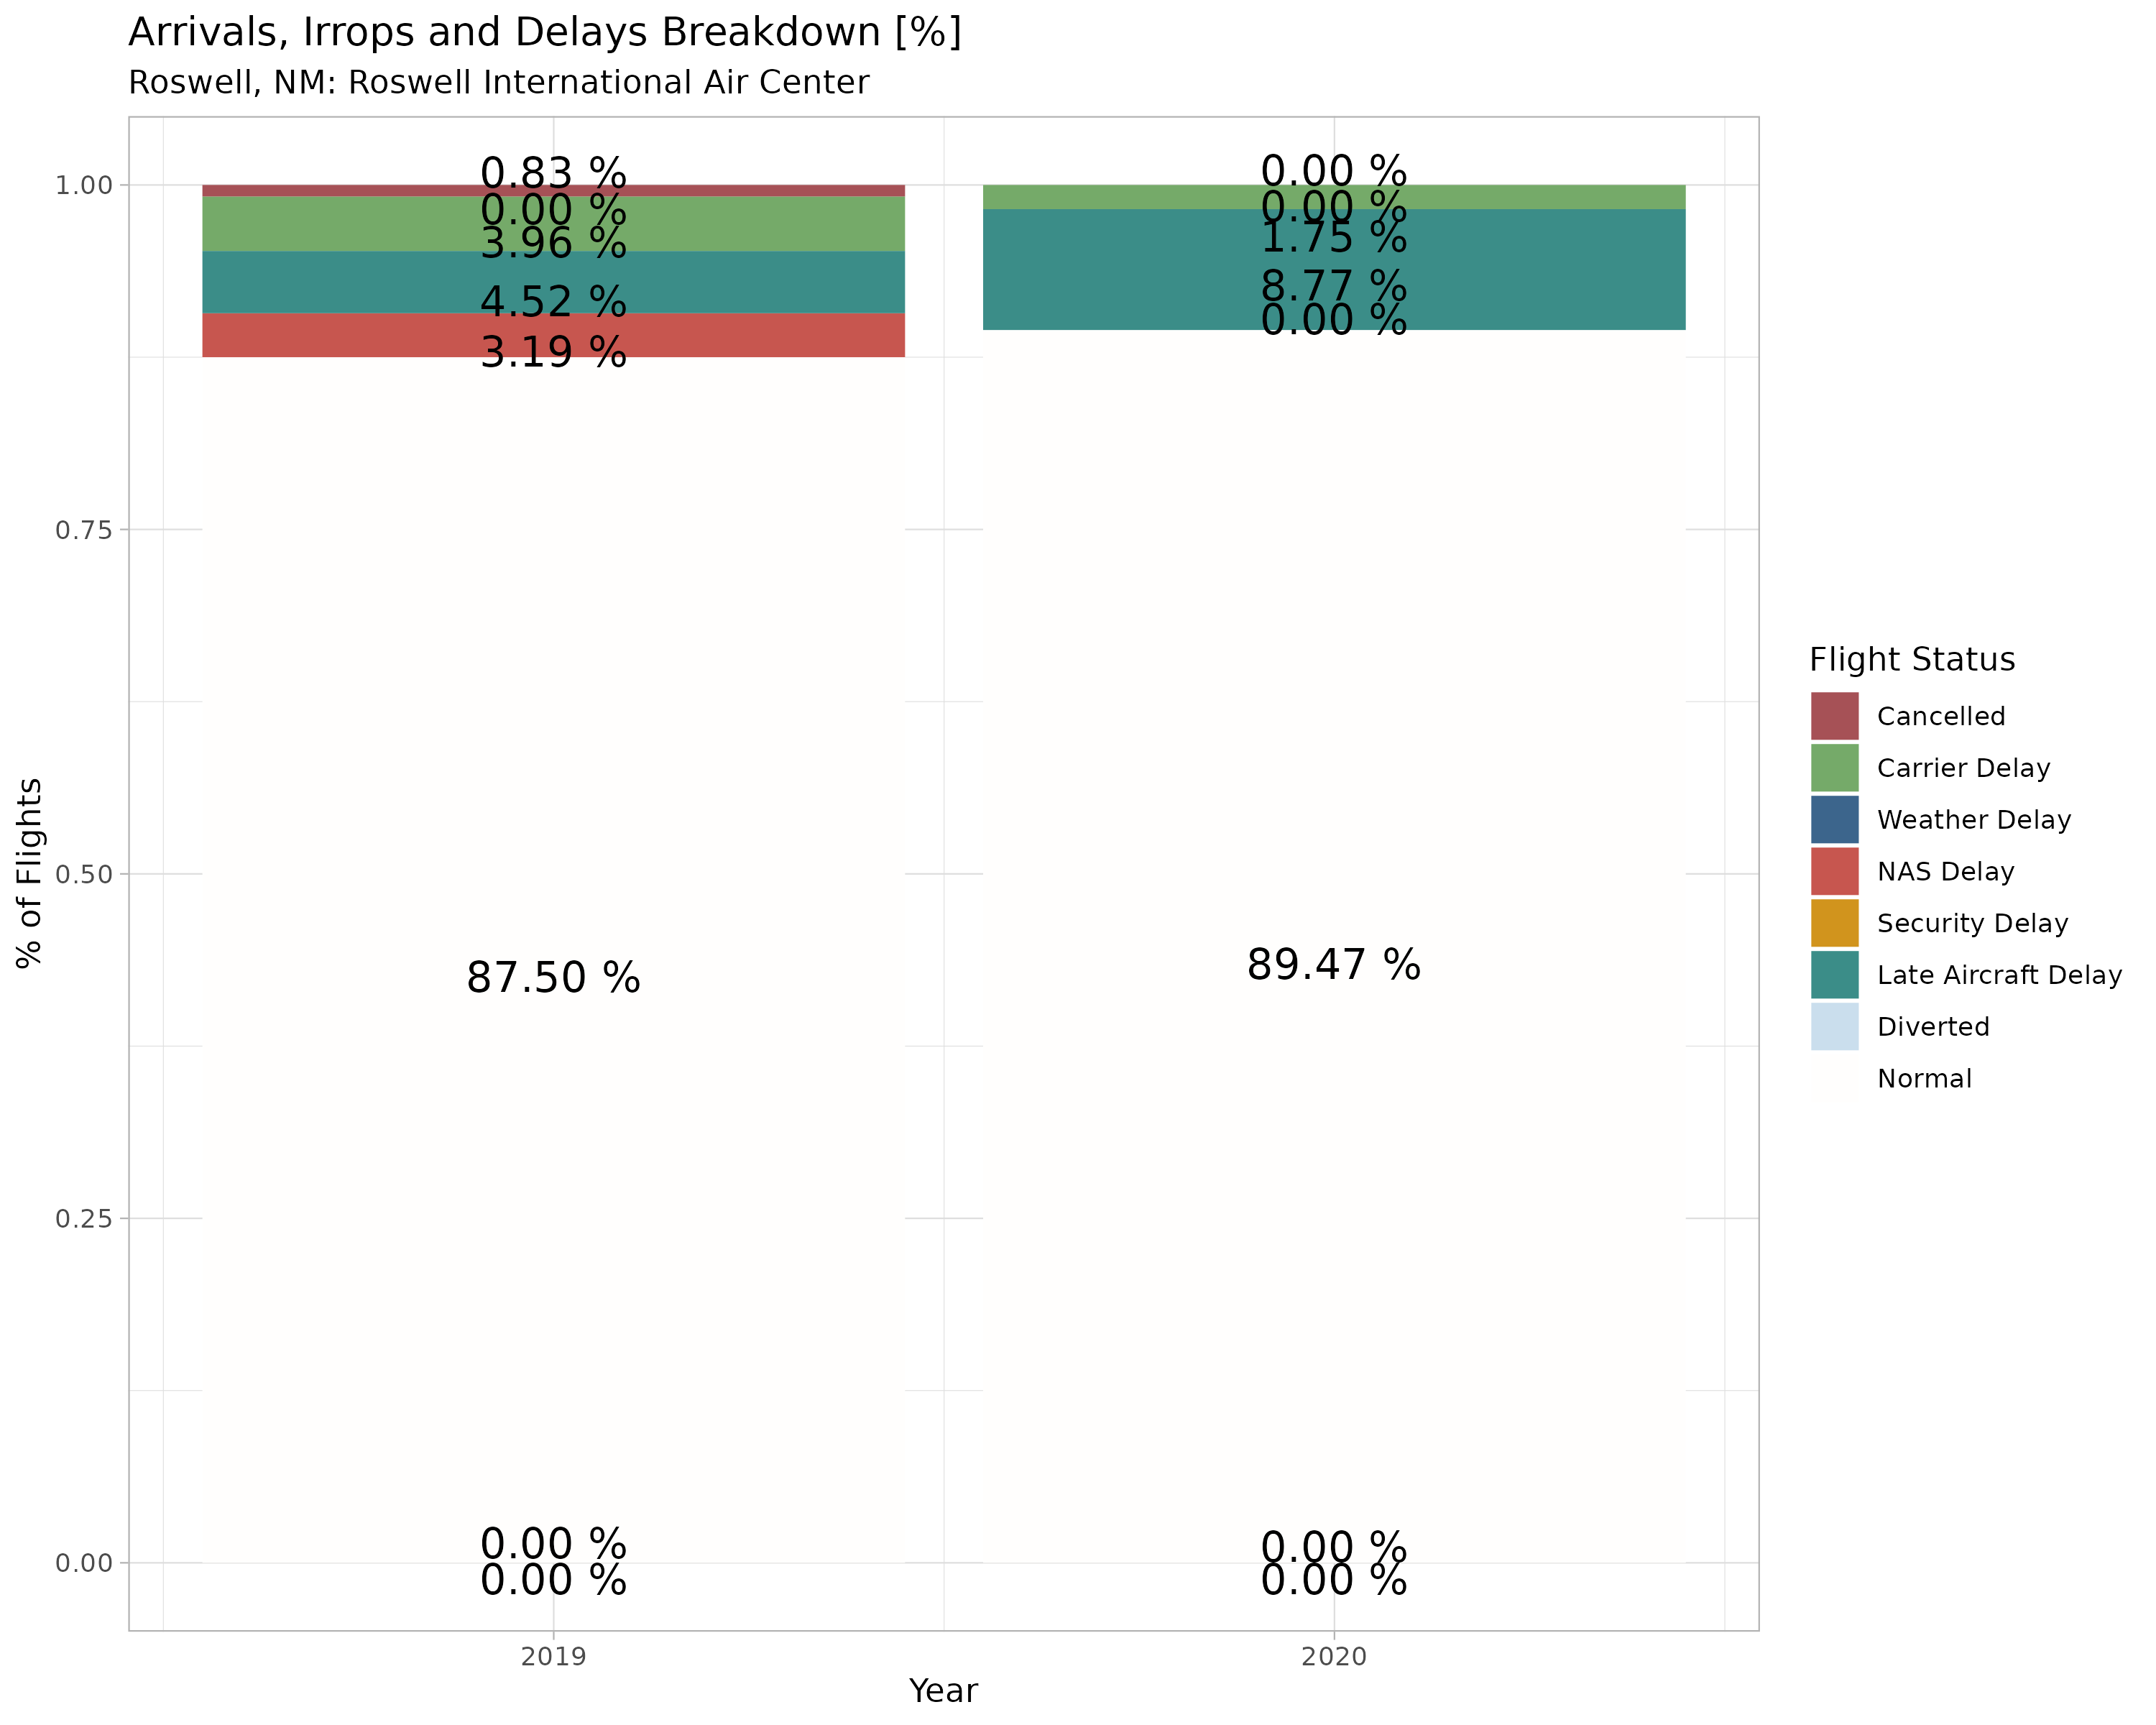 Arrivals, Irrops and Delays Breakdown [%]
Roswell, NM: Roswell International Air Center
% of Flights
1.00
0.75
0.50
0.25
0.00
0.83 %
0.00 %
3.96 %
4.52 %
3.19 %
87.50 %
0.00 %
0.00 %
0.00 %
0.00 %
1.75 %
8.77 %
0.00 %
89.47 %
0.00 %
0.00 %
2019
2020
Year
Flight Status
Cancelled
Carrier Delay
Weather Delay
NAS Delay
Security Delay
Late Aircraft Delay
Diverted
Normal